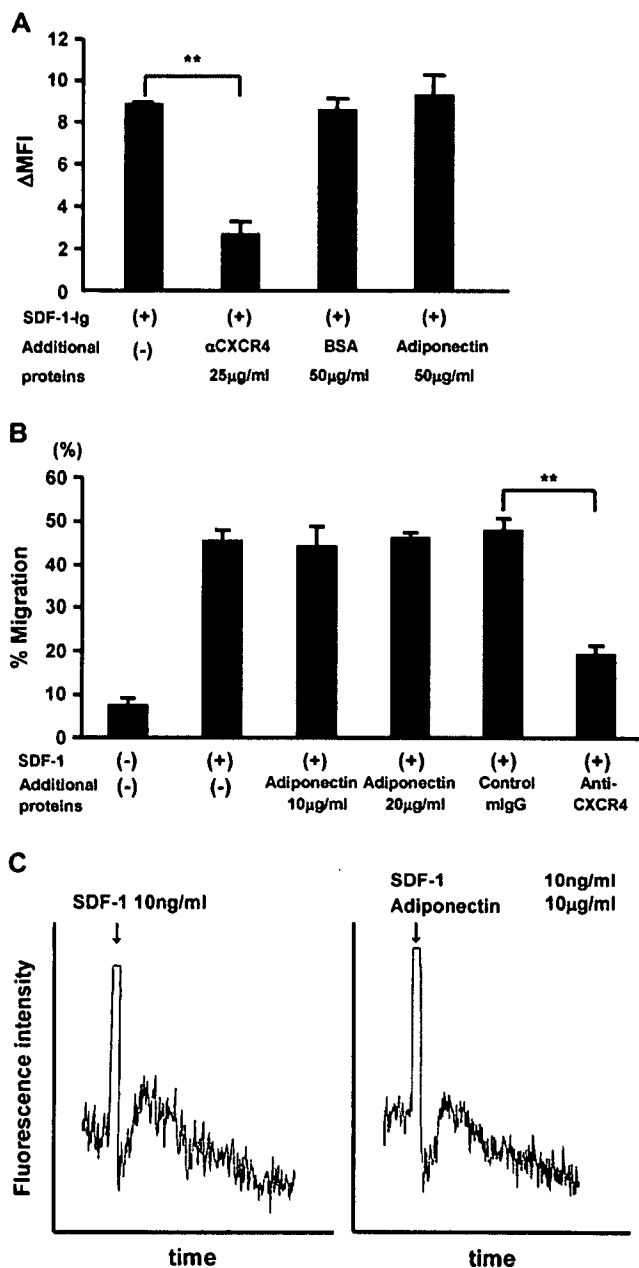 A
**
12
10
8
6
4
2
0
ΔMFI
SDF-1-Ig (+) (+) (+) (+)
Additional (-) αCXCR4 BSA Adiponectin
proteins 25μg/ml 50μg/ml 50μg/ml
B
(%)
**
60
50
40
30
20
10
0
% Migration
SDF-1 (-) (+) (+) (+) (+) (+)
Additional (-) (-) Adiponectin Adiponectin Control Anti-
proteins 10μg/ml 20μg/ml mIgG CXCR4
C
SDF-1 10ng/ml
SDF-1 10ng/ml
Adiponectin 10μg/ml
Fluorescence intensity
time
time